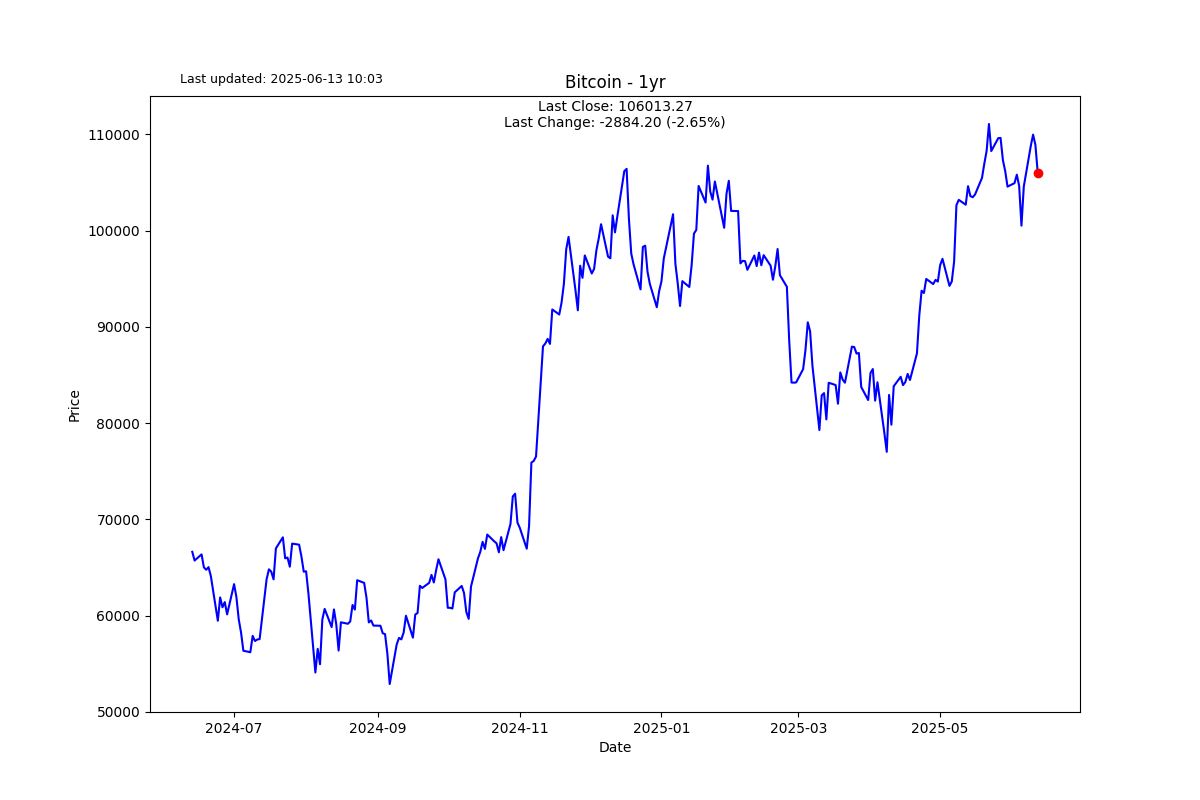 Last updated: 2025-06-13 10:03
Bitcoin - 1yr
Last Close: 106013.27
Last Change: -2884.20 (-2.65%)
110000
100000
90000
80000
70000
60000
50000
Price
2024-07
2024-09
2024-11
2025-01
2025-03
2025-05
Date